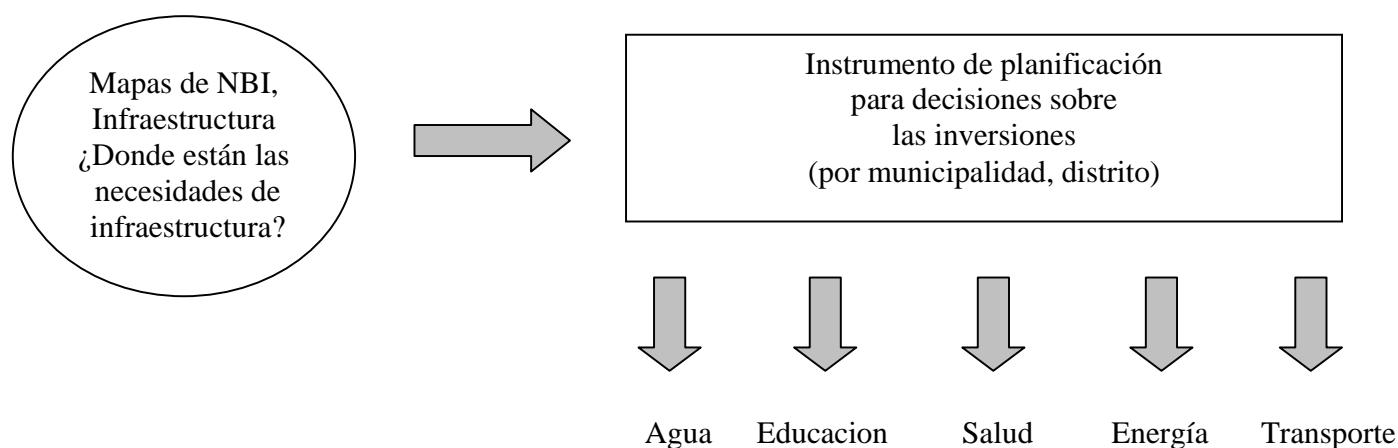 Mapas de NBI,
Infraestructura
¿Donde están las
necesidades de
infraestructura?
Instrumento de planificación
para decisiones sobre
las inversiones
(por municipalidad, distrito)
Agua Educacion Salud Energía Transporte